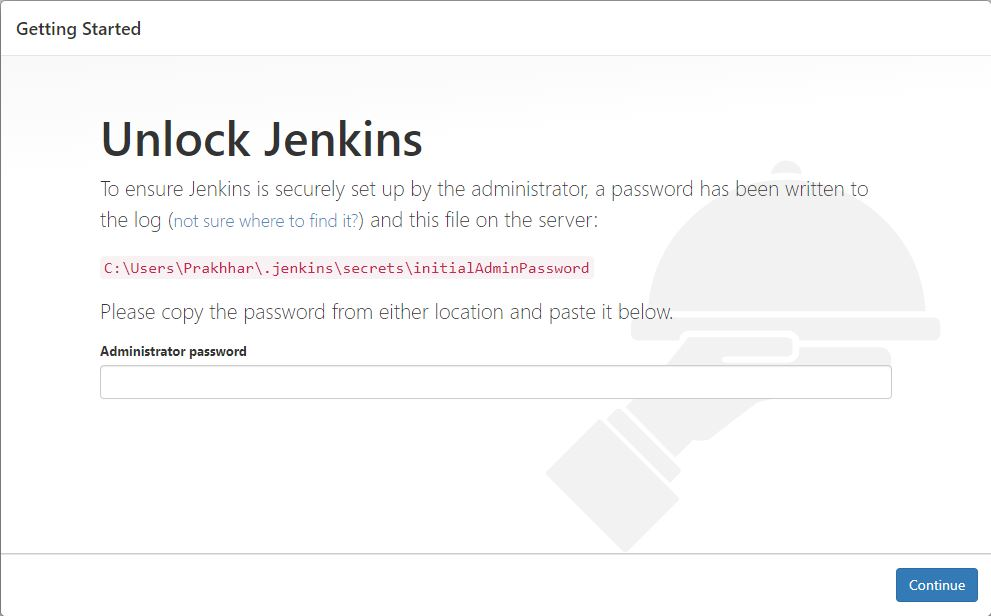 Getting Started
Unlock Jenkins
To ensure Jenkins is securely set up by the administrator, a password has been written to
the log (not sure where to find it?) and this file on the server:
C:\Users\Prakhhar\.jenkins\secrets\initialAdminPassword
Please copy the password from either location and paste it below.
Administrator password
Continue